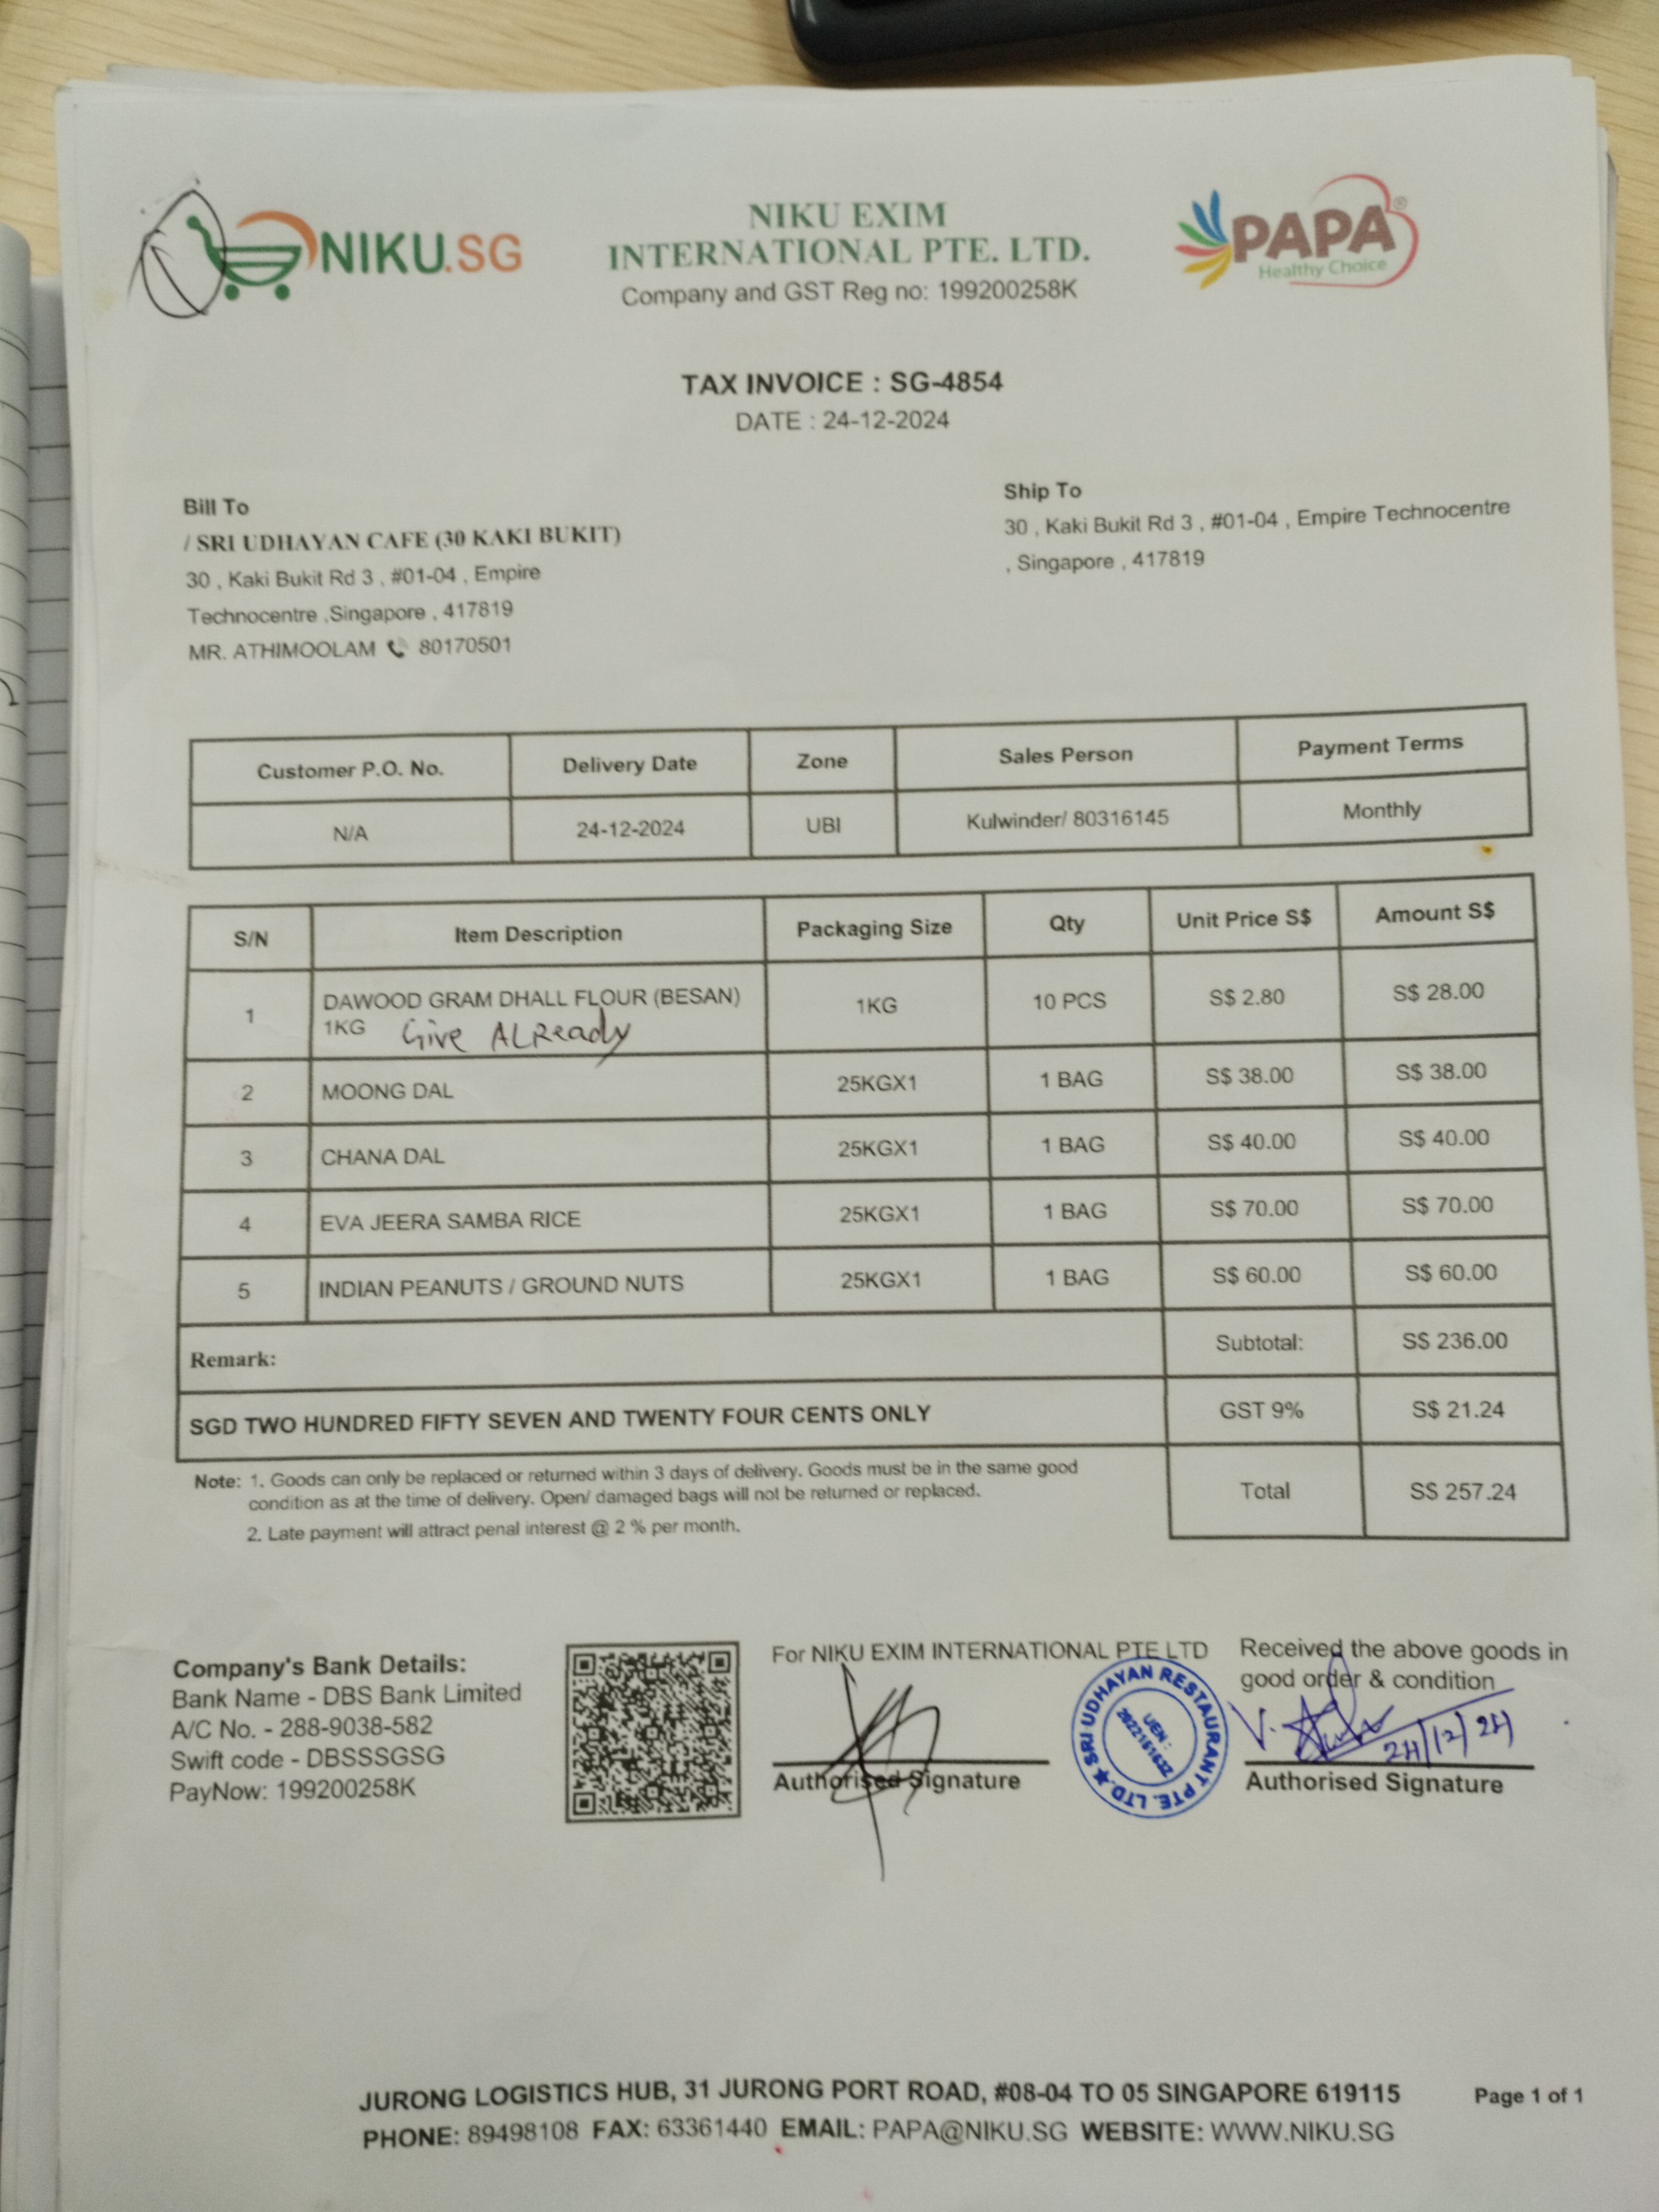 NIKU.SG
NIKU EXIM
INTERNATIONAL PTE. LTD.
Company and GST Reg no: 199200258K
PAPA®
Healthy Choice
TAX INVOICE : SG-4854
DATE : 24-12-2024
Bill To
/ SRI UDHAYAN CAFE (30 KAKI BUKIT)
30 , Kaki Bukit Rd 3 , #01-04 , Empire
Technocentre ,Singapore , 417819
MR. ATHIMOOLAM 80170501
Ship To
30 , Kaki Bukit Rd 3 , #01-04 , Empire Technocentre
, Singapore , 417819
Customer P.O. No. Delivery Date Zone Sales Person Payment Terms
N/A 24-12-2024 UBI Kulwinder/ 80316145 Monthly
S/N Item Description Packaging Size Qty Unit Price S$ Amount S$
1 DAWOOD GRAM DHALL FLOUR (BESAN) 1KG 10 PCS S$ 2.80 S$ 28.00
1KG Give ALReady
2 MOONG DAL 25KGX1 1 BAG S$ 38.00 S$ 38.00
3 CHANA DAL 25KGX1 1 BAG S$ 40.00 S$ 40.00
4 EVA JEERA SAMBA RICE 25KGX1 1 BAG S$ 70.00 S$ 70.00
5 INDIAN PEANUTS / GROUND NUTS 25KGX1 1 BAG S$ 60.00 S$ 60.00
Remark: Subtotal: S$ 236.00
SGD TWO HUNDRED FIFTY SEVEN AND TWENTY FOUR CENTS ONLY GST 9% S$ 21.24
Total S$ 257.24
Note: 1. Goods can only be replaced or returned within 3 days of delivery. Goods must be in the same good
condition as at the time of delivery. Open/ damaged bags will not be returned or replaced.
2. Late payment will attract penal interest @ 2 % per month.
Company's Bank Details:
Bank Name - DBS Bank Limited
A/C No. - 288-9038-582
Swift code - DBSSSGSG
PayNow: 199200258K
For NIKU EXIM INTERNATIONAL PTE LTD
Authorised Signature
SRI UDHAYAN RESTAURANT PTE. LTD.
UEN :
Received the above goods in
good order & condition
24/12/24
Authorised Signature
JURONG LOGISTICS HUB, 31 JURONG PORT ROAD, #08-04 TO 05 SINGAPORE 619115
Page 1 of 1
PHONE: 89498108 FAX: 63361440 EMAIL: PAPA@NIKU.SG WEBSITE: WWW.NIKU.SG